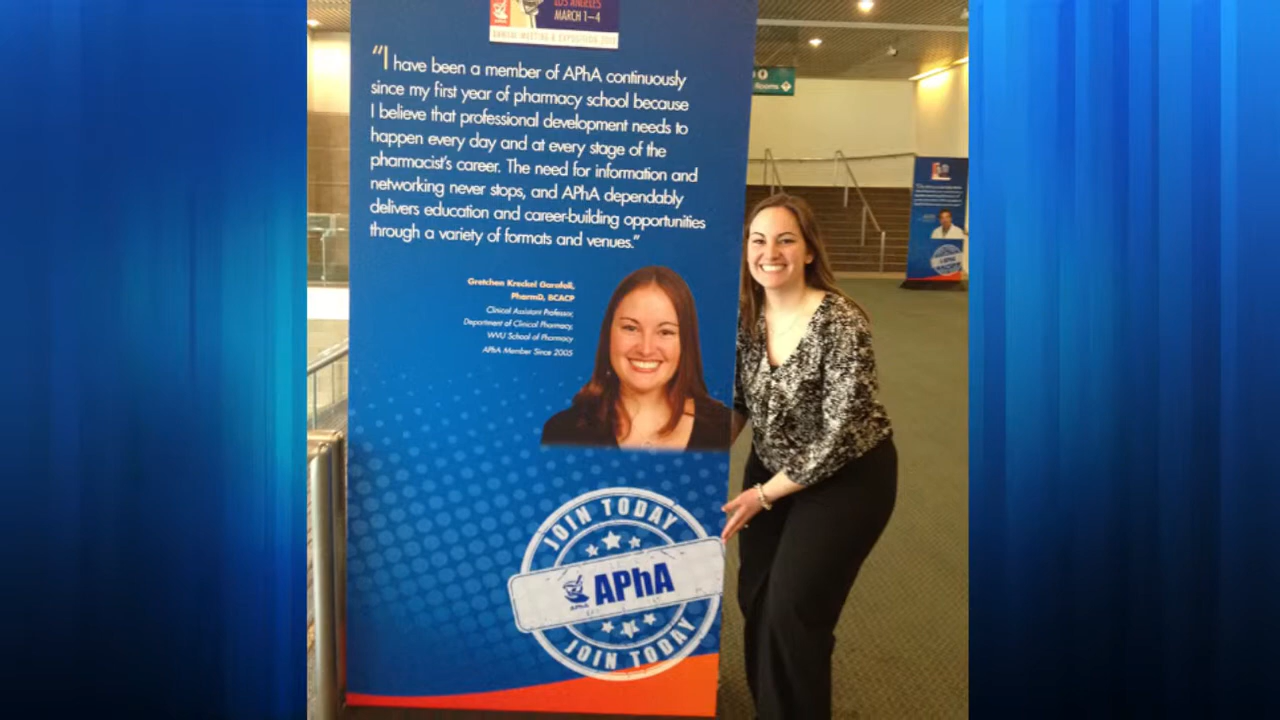 LOS ANGELES
MARCH 1–4
ANNUAL MEETING & EXPOSITION
“I have been a member of APhA continuously
since my first year of pharmacy school because
I believe that professional development needs to
happen every day and at every stage of the
pharmacist’s career. The need for information and
networking never stops, and APhA dependably
delivers education and career-building opportunities
through a variety of formats and venues.”
Gretchen Kreckel Garofoli,
PharmD, BCACP
Clinical Assistant Professor,
Department of Clinical Pharmacy,
WVU School of Pharmacy
APhA Member Since 2005
JOIN TODAY
APhA
APhA
JOIN TODAY